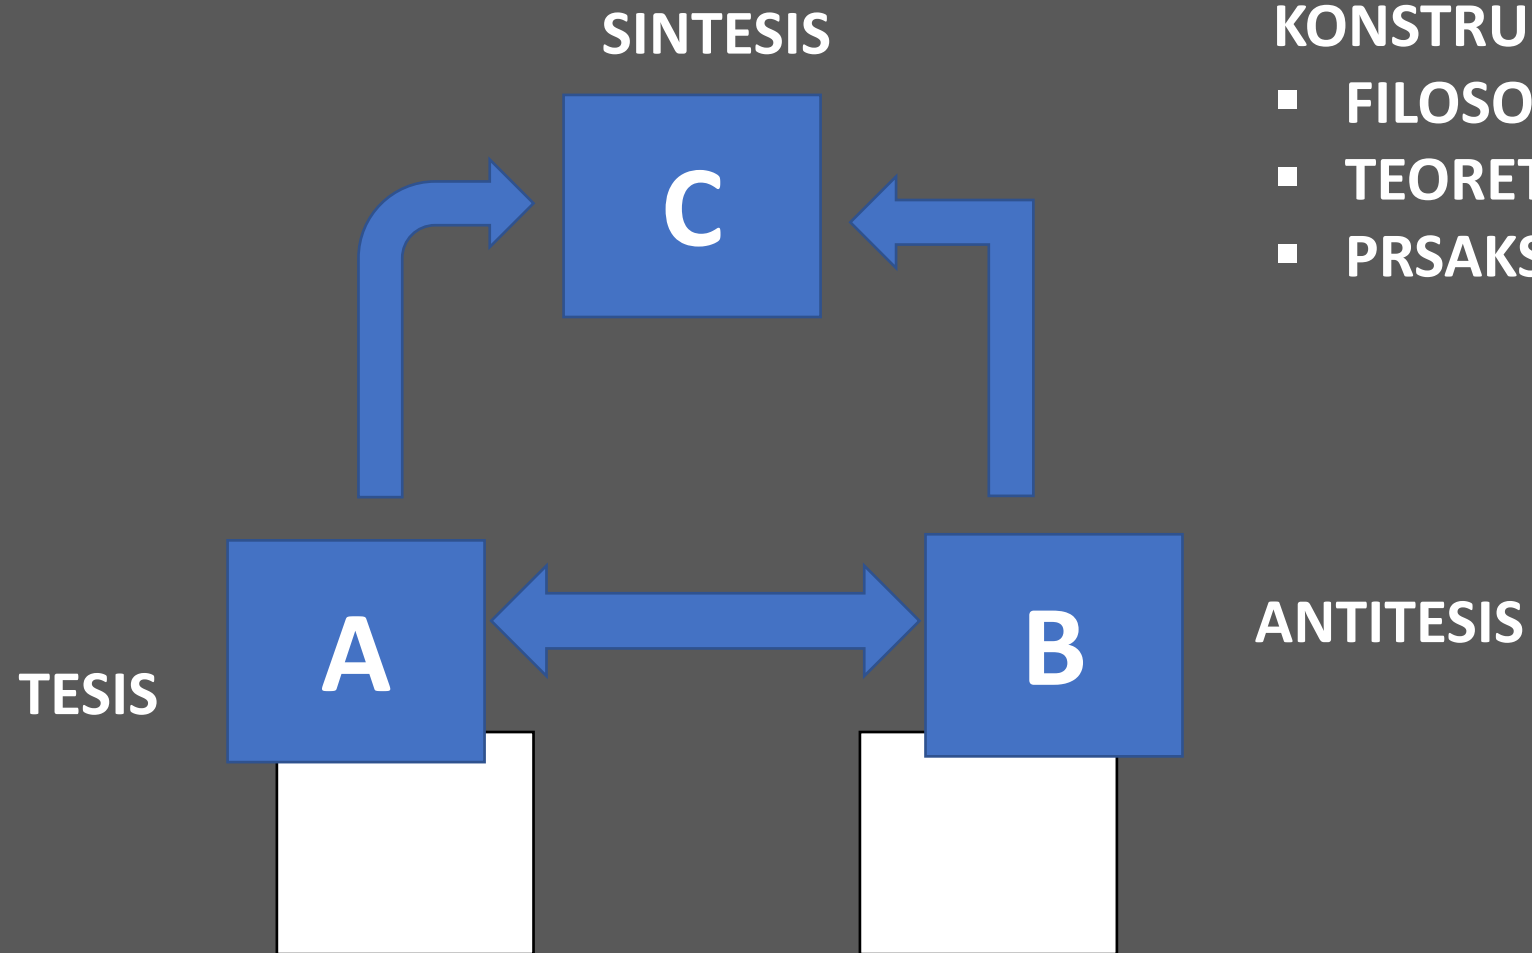 SINTESIS
C
A
B
TESIS
ANTITESIS
KONSTRU
▪ FILOSO
▪ TEORET
▪ PRSAKS